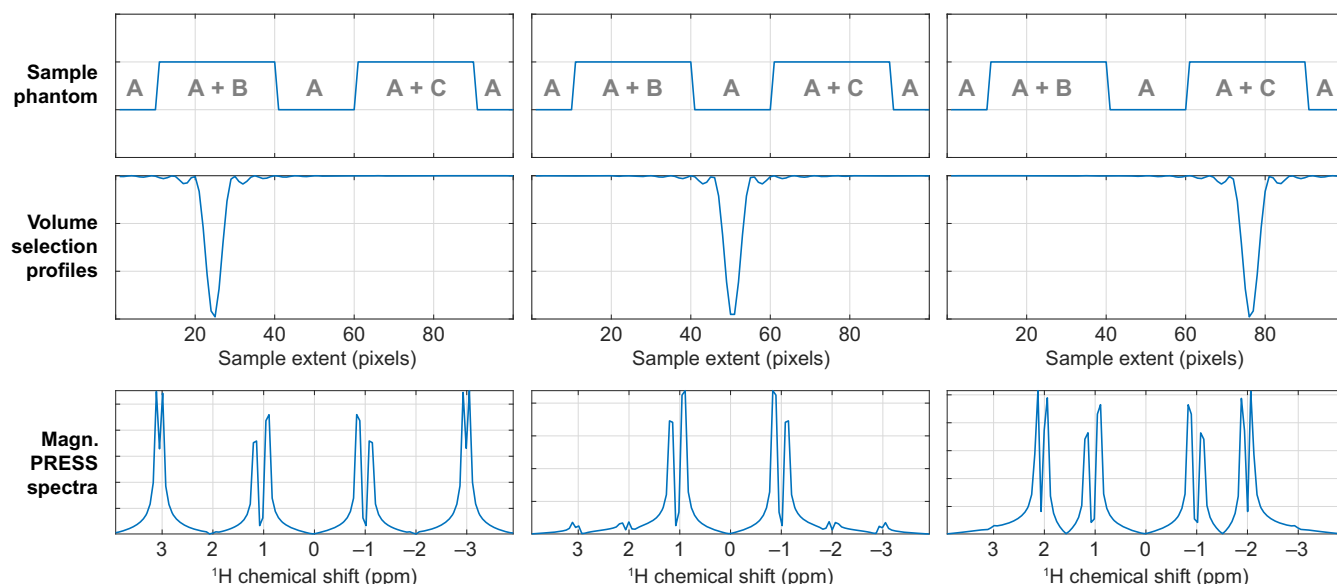 Sample
phantom
A A + B A A + C A
A A + B A A + C A
A A + B A A + C A
Volume
selection
profiles
20 40 60 80
Sample extent (pixels)
20 40 60 80
Sample extent (pixels)
20 40 60 80
Sample extent (pixels)
Magn.
PRESS
spectra
3 2 1 0 –1 –2 –3
¹H chemical shift (ppm)
3 2 1 0 –1 –2 –3
¹H chemical shift (ppm)
3 2 1 0 –1 –2 –3
¹H chemical shift (ppm)